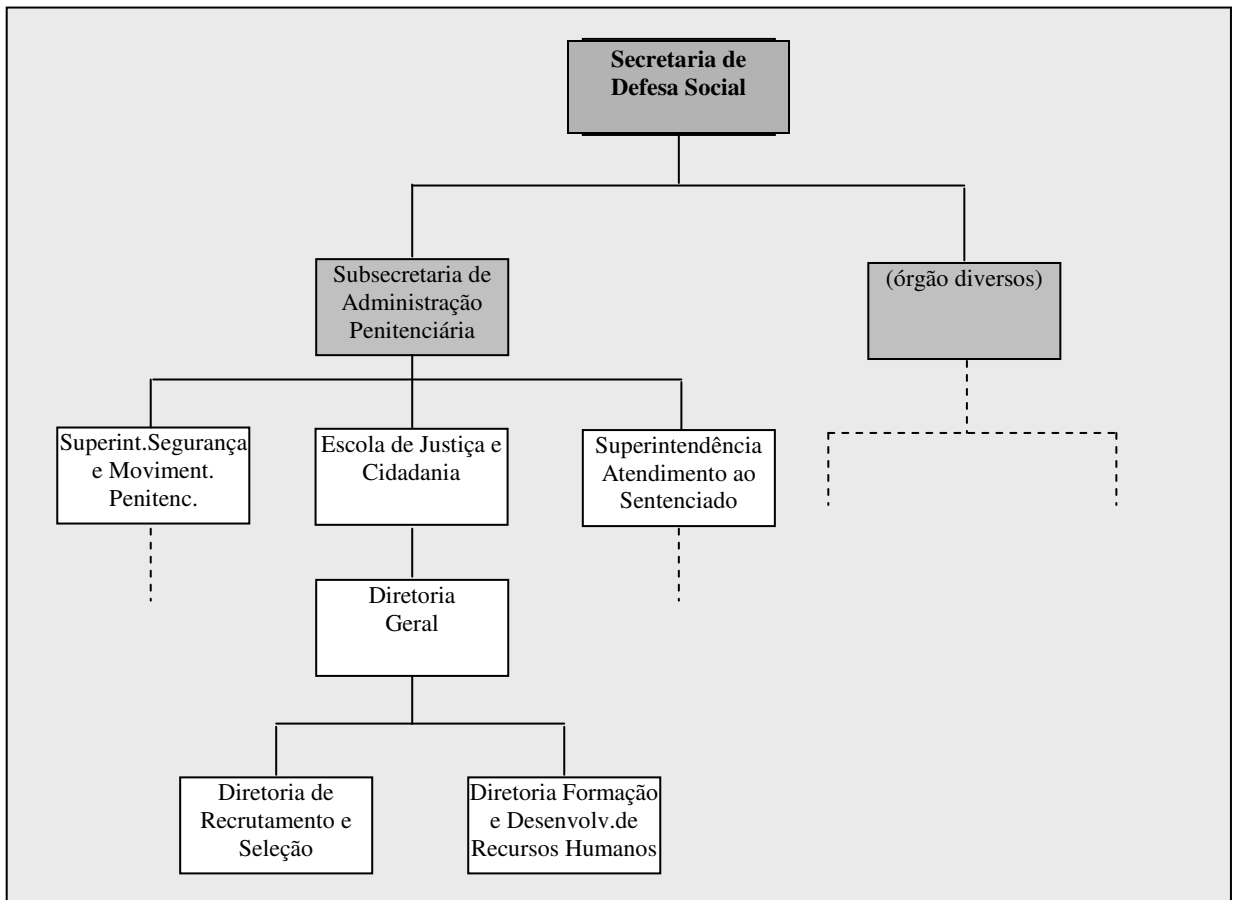 Secretaria de
Defesa Social
Subsecretaria de
Administração
Penitenciária
(órgão diversos)
Superint.Segurança
e Moviment.
Penitenc.
Escola de Justiça e
Cidadania
Superintendência
Atendimento ao
Sentenciado
Diretoria
Geral
Diretoria de
Recrutamento e
Seleção
Diretoria Formação
e Desenvolv.de
Recursos Humanos